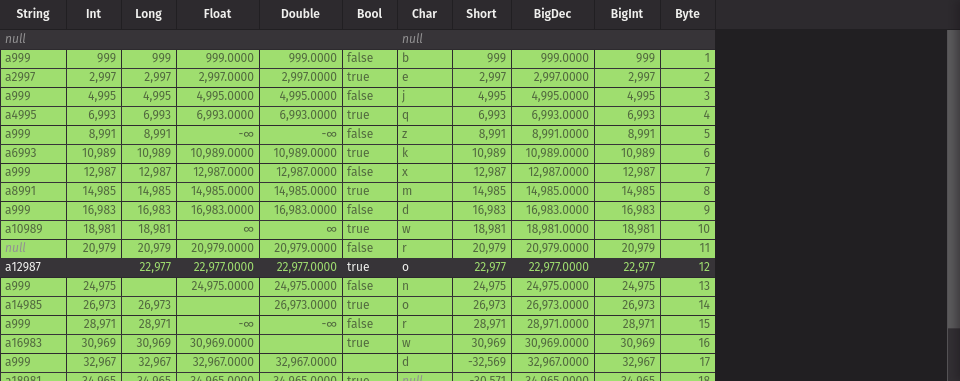 String Int Long Float Double Bool Char Short BigDec BigInt Byte
null null
a999 999 999 999.0000 999.0000 false b 999 999.0000 999 1
a2997 2,997 2,997 2,997.0000 2,997.0000 true e 2,997 2,997.0000 2,997 2
a999 4,995 4,995 4,995.0000 4,995.0000 false j 4,995 4,995.0000 4,995 3
a4995 6,993 6,993 6,993.0000 6,993.0000 true q 6,993 6,993.0000 6,993 4
a999 8,991 8,991 -∞ -∞ false z 8,991 8,991.0000 8,991 5
a6993 10,989 10,989 10,989.0000 10,989.0000 true k 10,989 10,989.0000 10,989 6
a999 12,987 12,987 12,987.0000 12,987.0000 false x 12,987 12,987.0000 12,987 7
a8991 14,985 14,985 14,985.0000 14,985.0000 true m 14,985 14,985.0000 14,985 8
a999 16,983 16,983 16,983.0000 16,983.0000 false d 16,983 16,983.0000 16,983 9
a10989 18,981 18,981 ∞ ∞ true w 18,981 18,981.0000 18,981 10
null 20,979 20,979 20,979.0000 20,979.0000 false r 20,979 20,979.0000 20,979 11
a12987 22,977 22,977.0000 22,977.0000 true o 22,977 22,977.0000 22,977 12
a999 24,975 24,975.0000 24,975.0000 false n 24,975 24,975.0000 24,975 13
a14985 26,973 26,973 26,973.0000 true o 26,973 26,973.0000 26,973 14
a999 28,971 28,971 -∞ -∞ false r 28,971 28,971.0000 28,971 15
a16983 30,969 30,969 30,969.0000 true w 30,969 30,969.0000 30,969 16
a999 32,967 32,967 32,967.0000 32,967.0000 d -32,569 32,967.0000 32,967 17
a18981 34,965 34,965 34,965.0000 34,965.0000 true null -30,571 34,965.0000 34,965 18